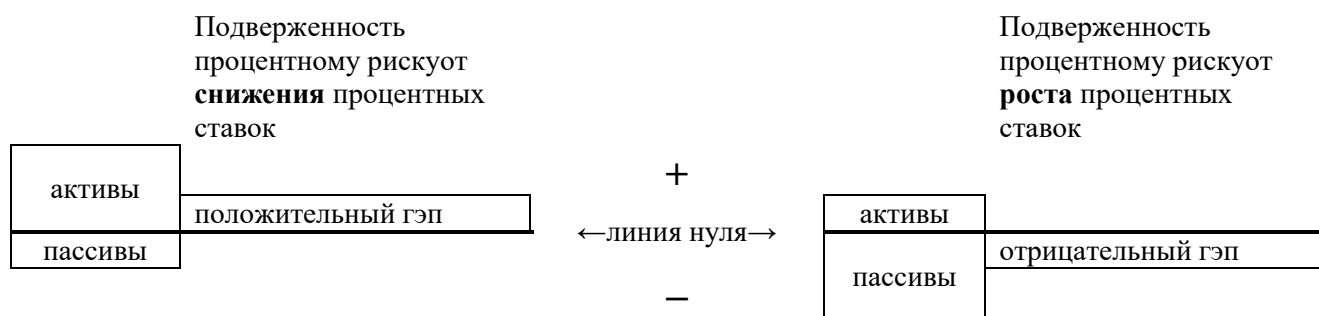 Подверженность
процентному рискуот
снижения процентных
ставок
Подверженность
процентному рискуот
роста процентных
ставок
активы
положительный гэп
пассивы
+
←линия нуля→
–
активы
отрицательный гэп
пассивы